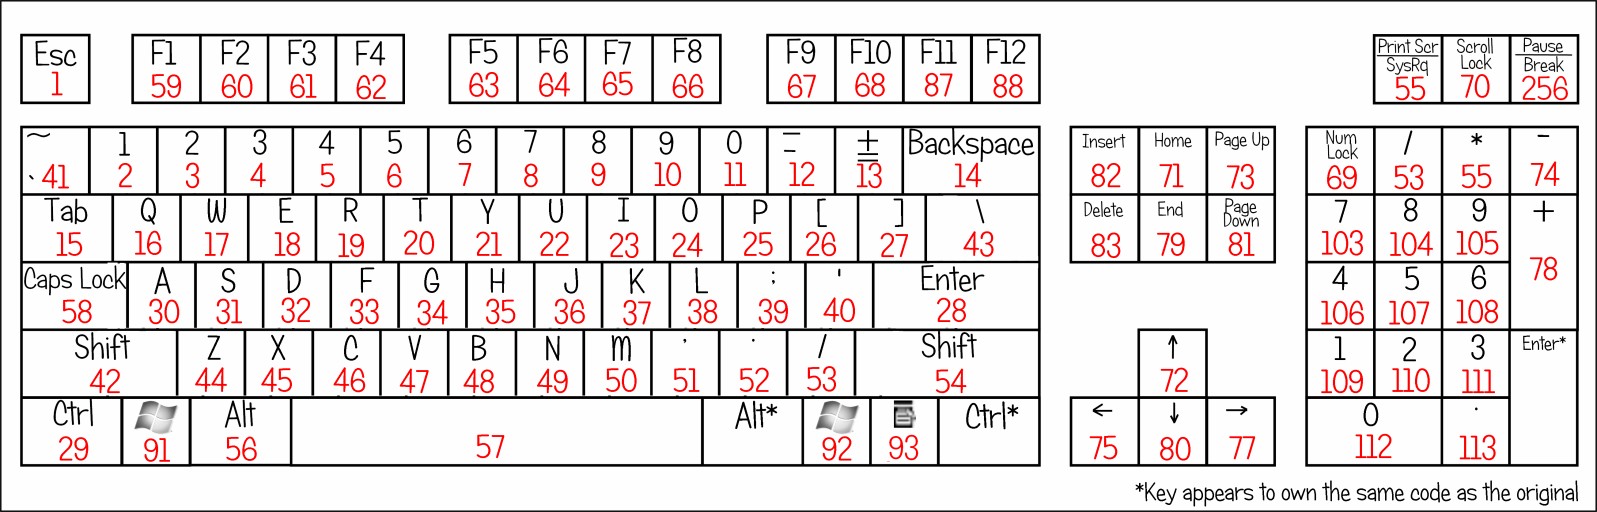 Esc F1 F2 F3 F4 F5 F6 F7 F8 F9 F10 F11 F12 Print Scr SysRq Scroll Lock Pause Break
1 59 60 61 62 63 64 65 66 67 68 87 88 55 70 256
~ ` 1 2 3 4 5 6 7 8 9 0 - ± = Backspace Insert Home Page Up Num Lock / * -
41 2 3 4 5 6 7 8 9 10 11 12 13 14 82 71 73 69 53 55 74
Tab Q W E R T Y U I O P [ ] \ Delete End Page Down 7 8 9 +
15 16 17 18 19 20 21 22 23 24 25 26 27 43 83 79 81 103 104 105 78
Caps Lock A S D F G H J K L ; ' Enter 4 5 6
58 30 31 32 33 34 35 36 37 38 39 40 28 106 107 108
Shift Z X C V B N M , . / Shift ↑ 1 2 3 Enter*
42 44 45 46 47 48 49 50 51 52 53 54 72 109 110 111
Ctrl Alt Alt* Ctrl* ← ↓ → 0 .
29 91 56 57 92 93 75 80 77 112 113
*Key appears to own the same code as the original